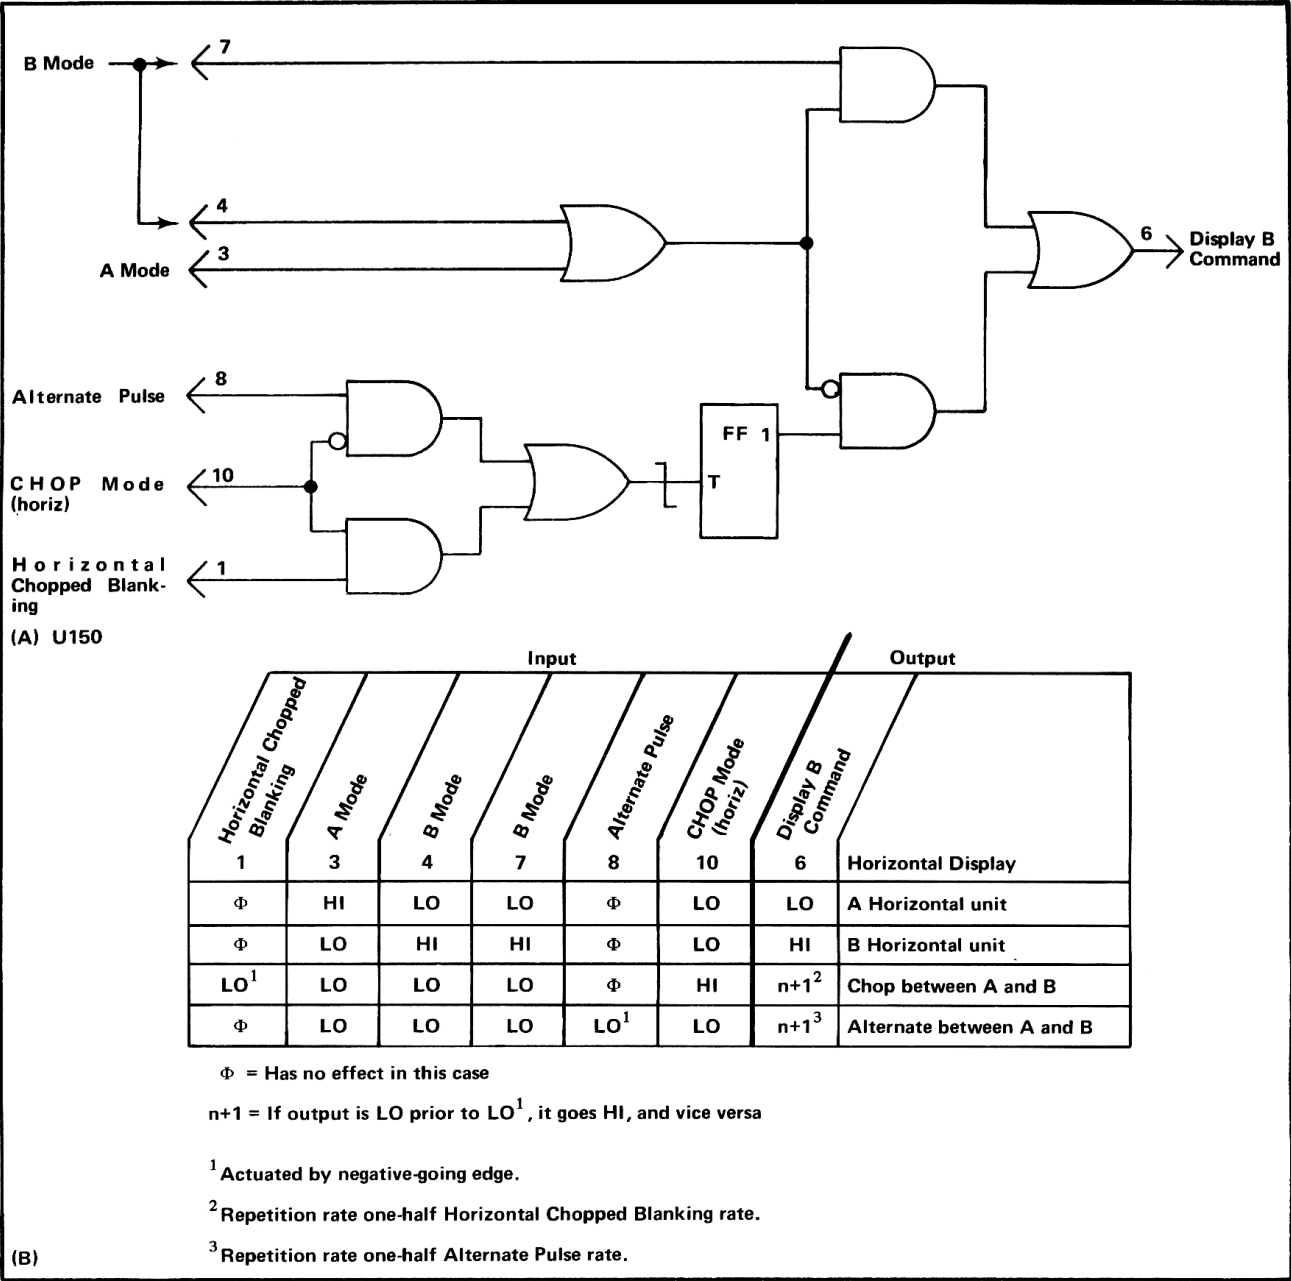 7
B Mode
4
3
A Mode
6
Display B
Command
8
Alternate Pulse
FF 1
T
10
CHOP Mode
(horiz)
1
Horizontal
Chopped Blank-
ing
(A) U150
Input Output
Horizontal Chopped
Blanking
A Mode
B Mode
B Mode
Alternate Pulse
CHOP Mode
(horiz)
Display B
Command
1 3 4 7 8 10 6 Horizontal Display
Φ HI LO LO Φ LO LO A Horizontal unit
Φ LO HI HI Φ LO HI B Horizontal unit
LO¹ LO LO LO Φ HI n+1² Chop between A and B
Φ LO LO LO LO¹ LO n+1³ Alternate between A and B
Φ = Has no effect in this case
n+1 = If output is LO prior to LO¹, it goes HI, and vice versa
¹Actuated by negative-going edge.
²Repetition rate one-half Horizontal Chopped Blanking rate.
³Repetition rate one-half Alternate Pulse rate.
(B)